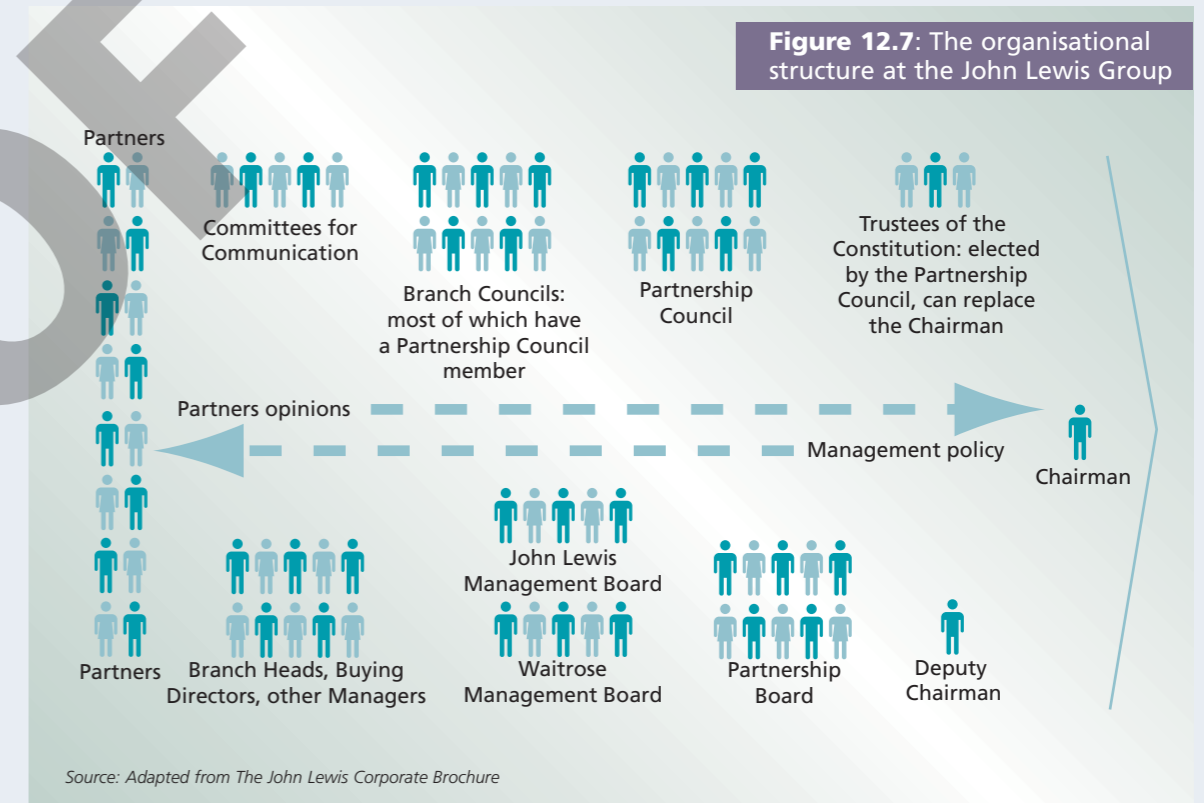 Figure 12.7: The organisational
structure at the John Lewis Group
Partners
Committees for
Communication
Branch Councils:
most of which have
a Partnership Council
member
Partnership
Council
Trustees of the
Constitution: elected
by the Partnership
Council, can replace
the Chairman
Partners opinions
Management policy
Chairman
John Lewis
Management Board
Partners
Branch Heads, Buying
Directors, other Managers
Waitrose
Management Board
Partnership
Board
Deputy
Chairman
Source: Adapted from The John Lewis Corporate Brochure